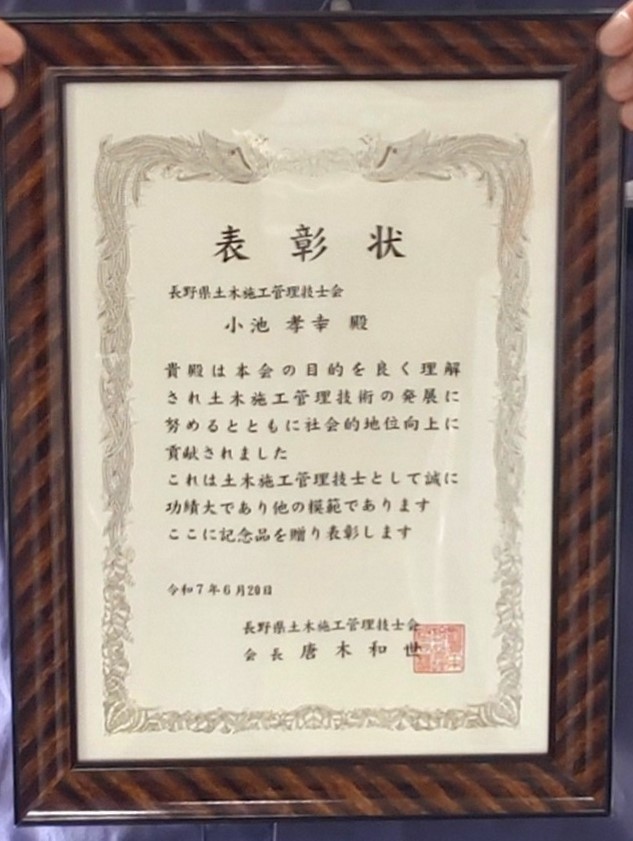 表彰状
長野県土木施工管理技士会
小池 孝幸 殿
貴殿は本会の目的を良く理解
され土木施工管理技術の発展に
努めるとともに社会的地位向上に
貢献されました
これは土木施工管理技士として誠に
功績大であり他の模範であります
ここに記念品を贈り表彰します
令和7年6月20日
長野県土木施工管理技士会
会長 唐木和世